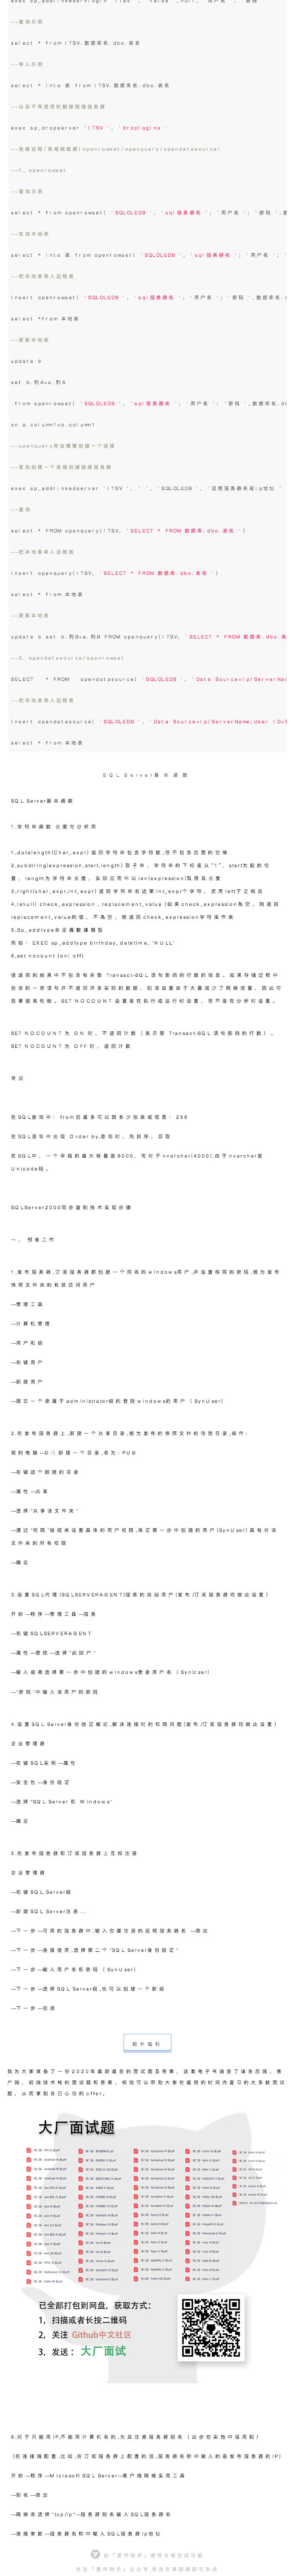 --查询示例
select * from ITSV.数据库名.dbo.表名
--导入示例
select * into 表 from ITSV.数据库名.dbo.表名
--以后不再使用时删除链接服务器
exec sp_dropserver 'ITSV ', 'droplogins '
--连接远程/局域网数据(openrowset/openquery/opendatasource)
--1、openrowset
--查询示例
select * from openrowset( 'SQLOLEDB ', 'sql服务器名 '; '用户名 '; '密码 ',
--生成本地表
select * into 表 from openrowset( 'SQLOLEDB ', 'sql服务器名 '; '用户名 '; '
--把本地表导入远程表
insert openrowset( 'SQLOLEDB ', 'sql服务器名 '; '用户名 '; '密码 ',数据库名.
select *from 本地表
--更新本地表
update b
set b.列A=a.列A
from openrowset( 'SQLOLEDB ', 'sql服务器名 '; '用户名 '; '密码 ',数据库名.
on a.column1=b.column1
--openquery用法需要创建一个连接
--首先创建一个连接创建链接服务器
exec sp_addlinkedserver 'ITSV ', ' ', 'SQLOLEDB ', '远程服务器名或ip地址 '
--查询
select * FROM openquery(ITSV, 'SELECT * FROM 数据库.dbo.表名 ')
--把本地表导入远程表
insert openquery(ITSV, 'SELECT * FROM 数据库.dbo.表名 ')
select * from 本地表
--更新本地表
update b set b.列B=a.列B FROM openquery(ITSV, 'SELECT * FROM 数据库.dbo.
--3、opendatasource/openrowset
SELECT * FROM opendatasource( 'SQLOLEDB ', 'Data Source=ip/ServerNam
--把本地表导入远程表
insert opendatasource( 'SQLOLEDB ', 'Data Source=ip/ServerName;User ID=
select * from 本地表
SQL Server基本函数
SQL Server基本函数
1.字符串函数 长度与分析用
1,datalength(Char_expr) 返回字符串包含字符数,但不包含后面的空格
2,substring(expression,start,length) 取子串，字符串的下标是从"1"，start为起始位
置，length为字符串长度，实际应用中以len(expression)取得其长度
3,right(char_expr,int_expr) 返回字符串右边第int_expr个字符，还用left于之相反
4,isnull( check_expression , replacement_value )如果check_expression為空，則返回
replacement_value的值，不為空，就返回check_expression字符操作类
5,Sp_addtype自定義數據類型
例如：EXEC sp_addtype birthday, datetime, 'NULL'
6,set nocount {on|off}
使返回的结果中不包含有关受 Transact-SQL 语句影响的行数的信息。如果存储过程中
包含的一些语句并不返回许多实际的数据，则该设置由于大量减少了网络流量，因此可
显著提高性能。SET NOCOUNT 设置是在执行或运行时设置，而不是在分析时设置。
SET NOCOUNT 为 ON 时，不返回计数（表示受 Transact-SQL 语句影响的行数）。
SET NOCOUNT 为 OFF 时，返回计数
常识
在SQL查询中：from后最多可以跟多少张表或视图：256
在SQL语句中出现 Order by,查询时，先排序，后取
在SQL中，一个字段的最大容量是8000，而对于nvarchar(4000),由于nvarchar是
Unicode码。
SQLServer2000同步复制技术实现步骤
一、 预备工作
1.发布服务器,订阅服务器都创建一个同名的windows用户,并设置相同的密码,做为发布
快照文件夹的有效访问用户
—管理工具
—计算机管理
—用户和组
—右键用户
—新建用户
—建立一个隶属于administrator组的登陆windows的用户（SynUser）
2.在发布服务器上,新建一个共享目录,做为发布的快照文件的存放目录,操作:
我的电脑—D:\ 新建一个目录,名为: PUB
—右键这个新建的目录
—属性—共享
—选择"共享该文件夹"
—通过"权限"按纽来设置具体的用户权限,保证第一步中创建的用户(SynUser) 具有对该
文件夹的所有权限
—确定
3.设置SQL代理(SQLSERVERAGENT)服务的启动用户(发布/订阅服务器均做此设置)
开始—程序—管理工具—服务
—右键SQLSERVERAGENT
—属性—登陆—选择"此账户"
—输入或者选择第一步中创建的windows登录用户名（SynUser）
—"密码"中输入该用户的密码
4.设置SQL Server身份验证模式,解决连接时的权限问题(发布/订阅服务器均做此设置)
企业管理器
—右键SQL实例—属性
—安全性—身份验证
—选择"SQL Server 和 Windows"
—确定
5.在发布服务器和订阅服务器上互相注册
企业管理器
—右键SQL Server组
—新建SQL Server注册...
—下一步—可用的服务器中,输入你要注册的远程服务器名 —添加
—下一步—连接使用,选择第二个"SQL Server身份验证"
—下一步—输入用户名和密码（SynUser）
—下一步—选择SQL Server组,也可以创建一个新组
—下一步—完成
额外福利
我为大家准备了一份2020年最新最全的面试题及答案，这套电子书涵盖了诸多后端、客
户端、前端技术栈的面试题和答案，相信可以帮助大家在最短的时间内复习的大多数面试
题，从而拿到自己心仪的offer。
大厂面试题
已全部打包到网盘，获取方式：
1，扫描或者长按二维码
2，关注 Github中文社区
3，发送：大厂面试
6.对于只能用IP,不能用计算机名的,为其注册服务器别名（此步在实施中没用到）
(在连接端配置,比如,在订阅服务器上配置的话,服务器名称中输入的是发布服务器的IP)
开始—程序—Microsoft SQL Server—客户端网络实用工具
—别名—添加
—网络库选择"tcp/ip"—服务器别名输入SQL服务器名
—连接参数—服务器名称中输入SQL服务器ip地址